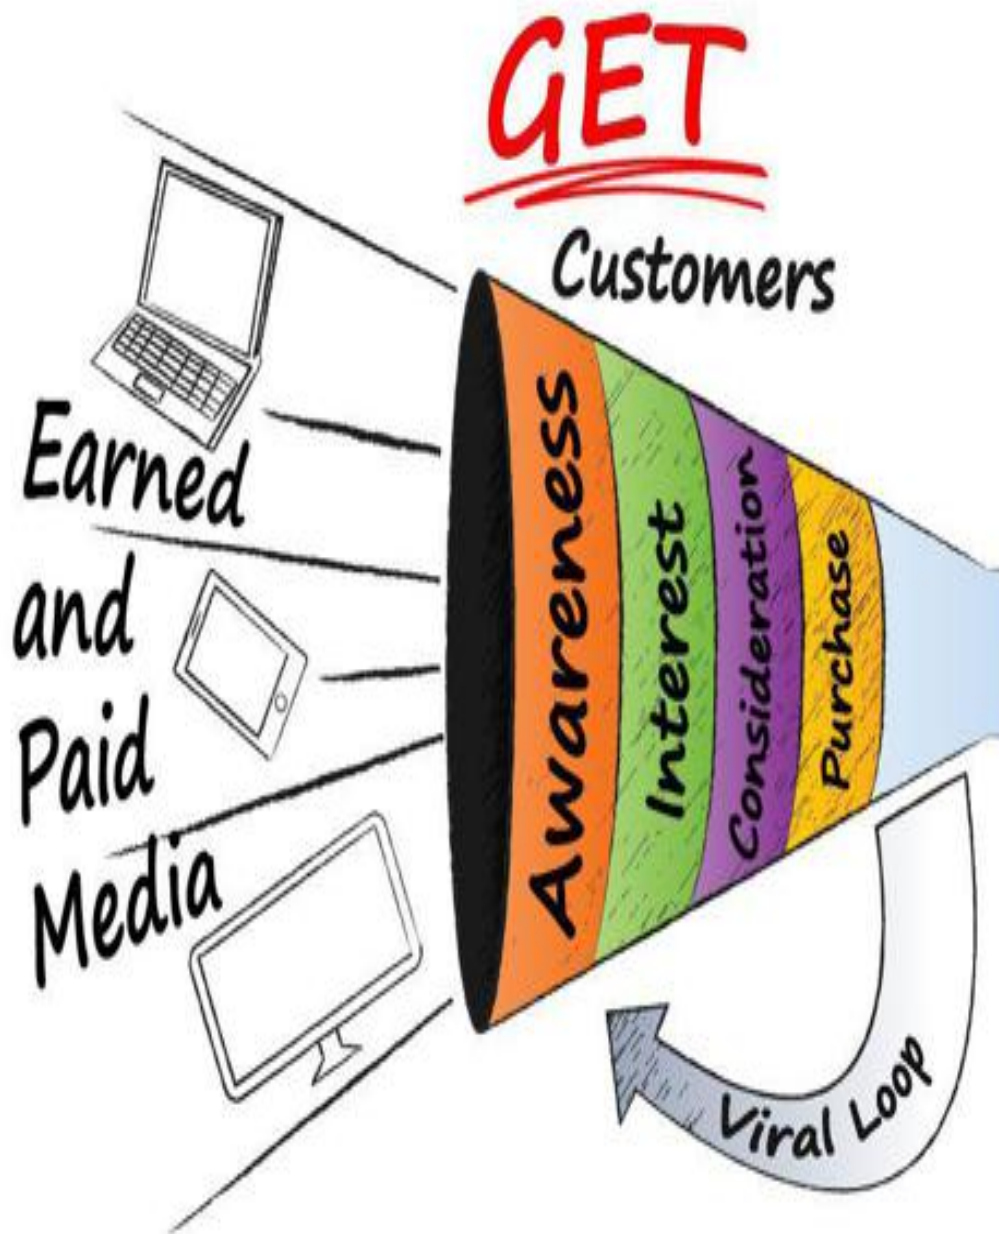 GET
Customers
Earned
and
Paid
Media
Awareness
Interest
Consideration
Purchase
Viral Loop